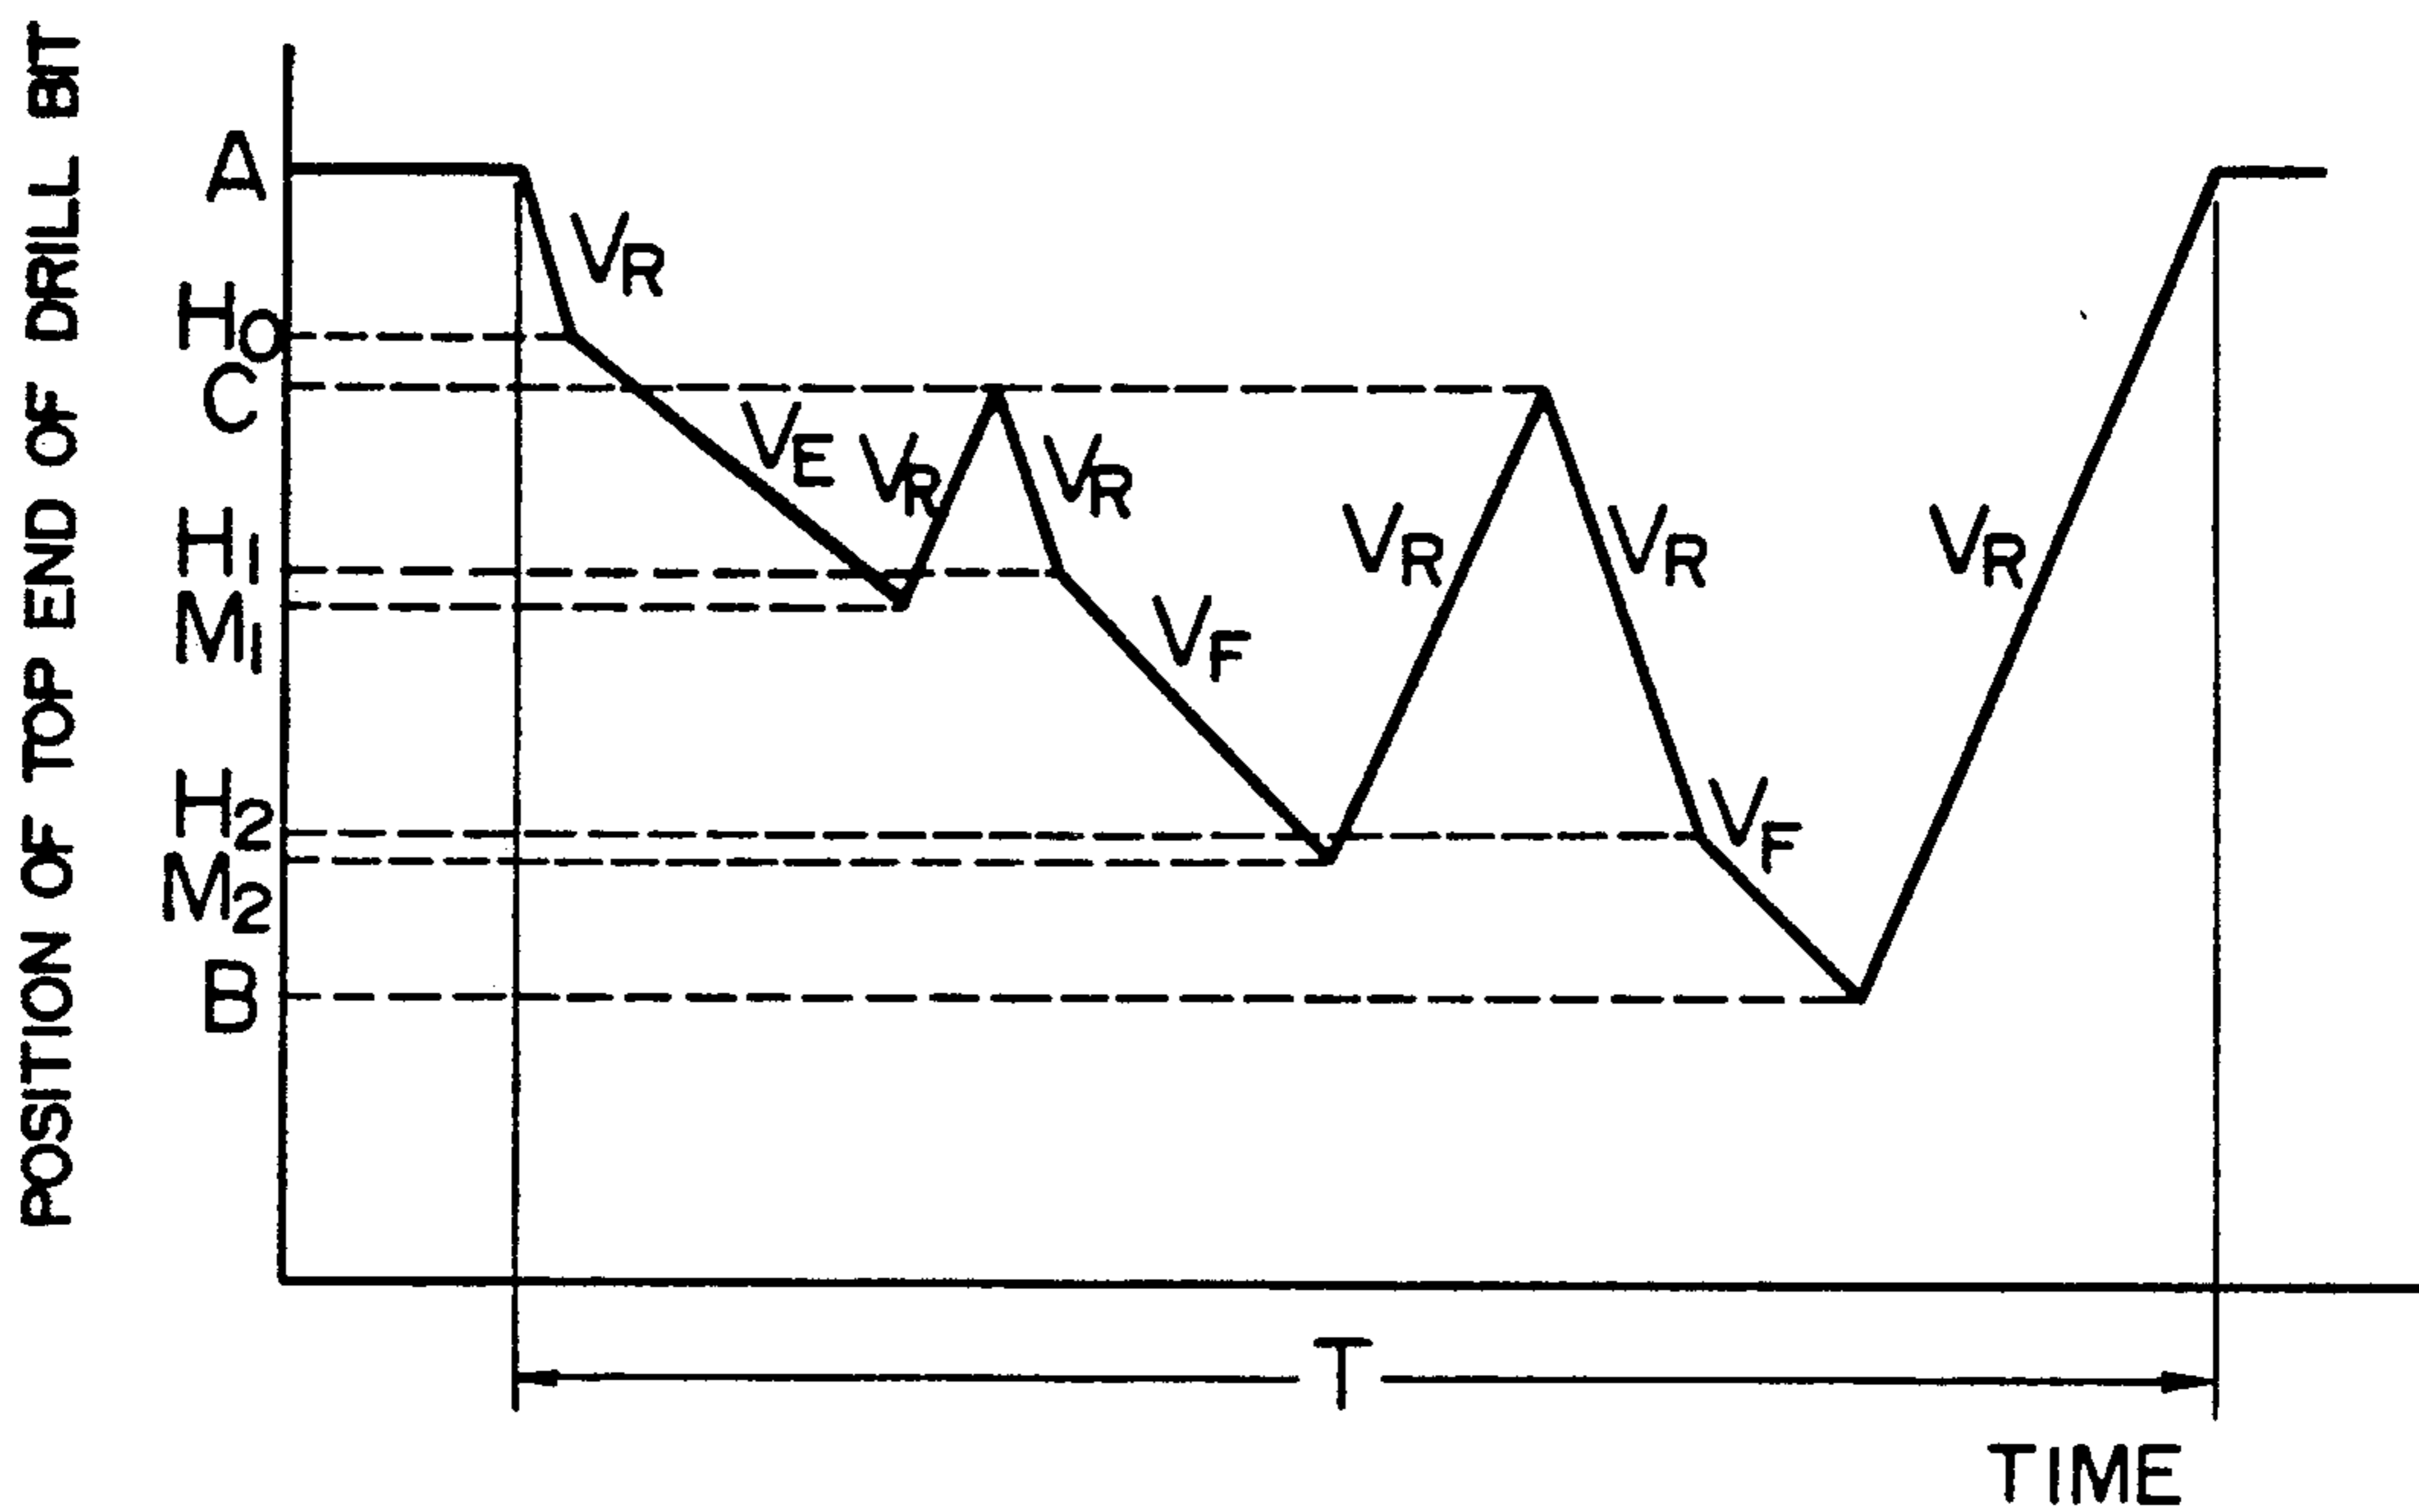 POSITION OF TOP END OF DRILL BIT
A
H0
C
H1
M1
H2
M2
B
VR
VE
VR
VR
VF
VR
VR
VF
VR
T
TIME